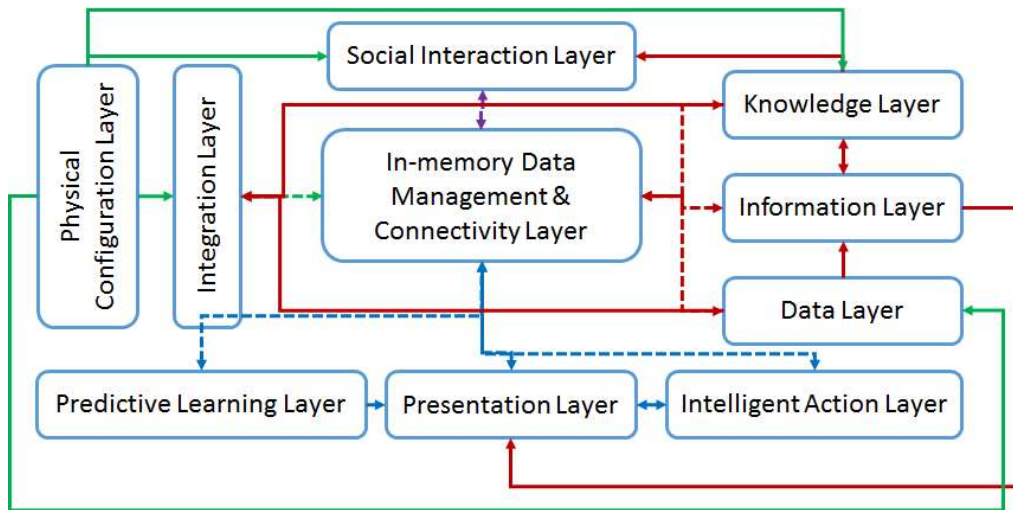 Social Interaction Layer
Physical
Configuration Layer
Integration Layer
In-memory Data
Management &
Connectivity Layer
Knowledge Layer
Information Layer
Data Layer
Predictive Learning Layer
Presentation Layer
Intelligent Action Layer